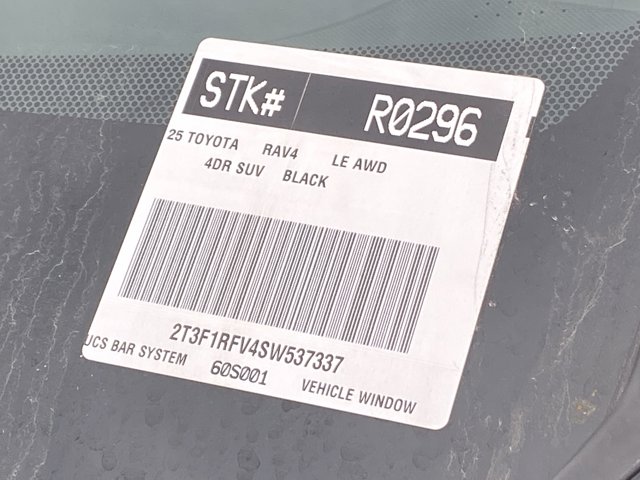 STK# R0296
25 TOYOTA RAV4 LE AWD
4DR SUV BLACK
2T3F1RFV4SW537337
UCS BAR SYSTEM 60S001 VEHICLE WINDOW